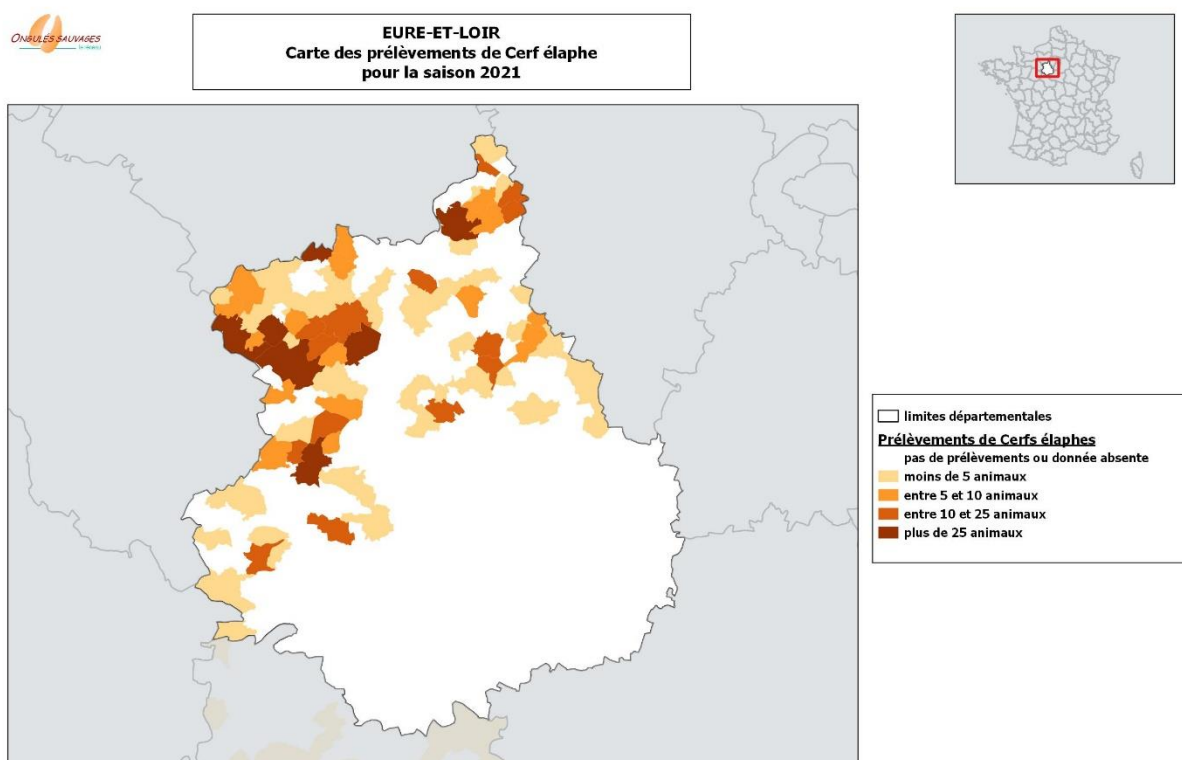 ONGULÉS SAUVAGES
le réseau
EURE-ET-LOIR
Carte des prélèvements de Cerf élaphe
pour la saison 2021
limites départementales
Prélèvements de Cerfs élaphes
pas de prélèvements ou donnée absente
moins de 5 animaux
entre 5 et 10 animaux
entre 10 et 25 animaux
plus de 25 animaux